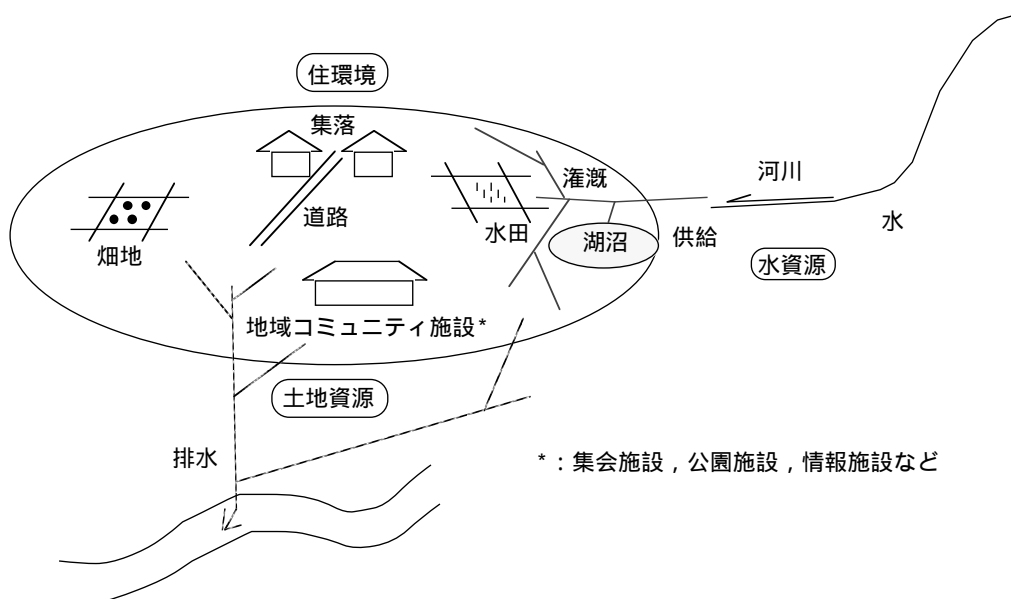 住環境
集落
道路
畑地
水田
灌漑
湖沼
供給
河川
水
水資源
地域コミュニティ施設*
土地資源
排水
*：集会施設，公園施設，情報施設など